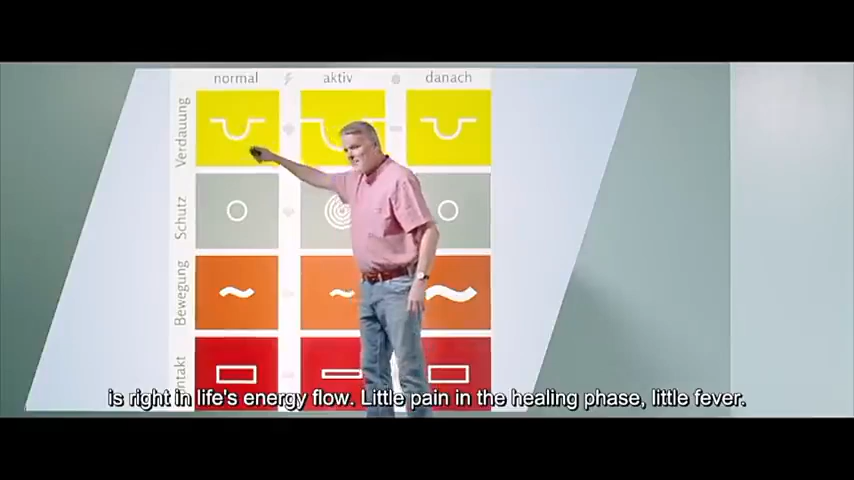 normal aktiv danach
Verdauung
Schutz
Bewegung
ntakt
is right in life's energy flow. Little pain in the healing phase, little fever.